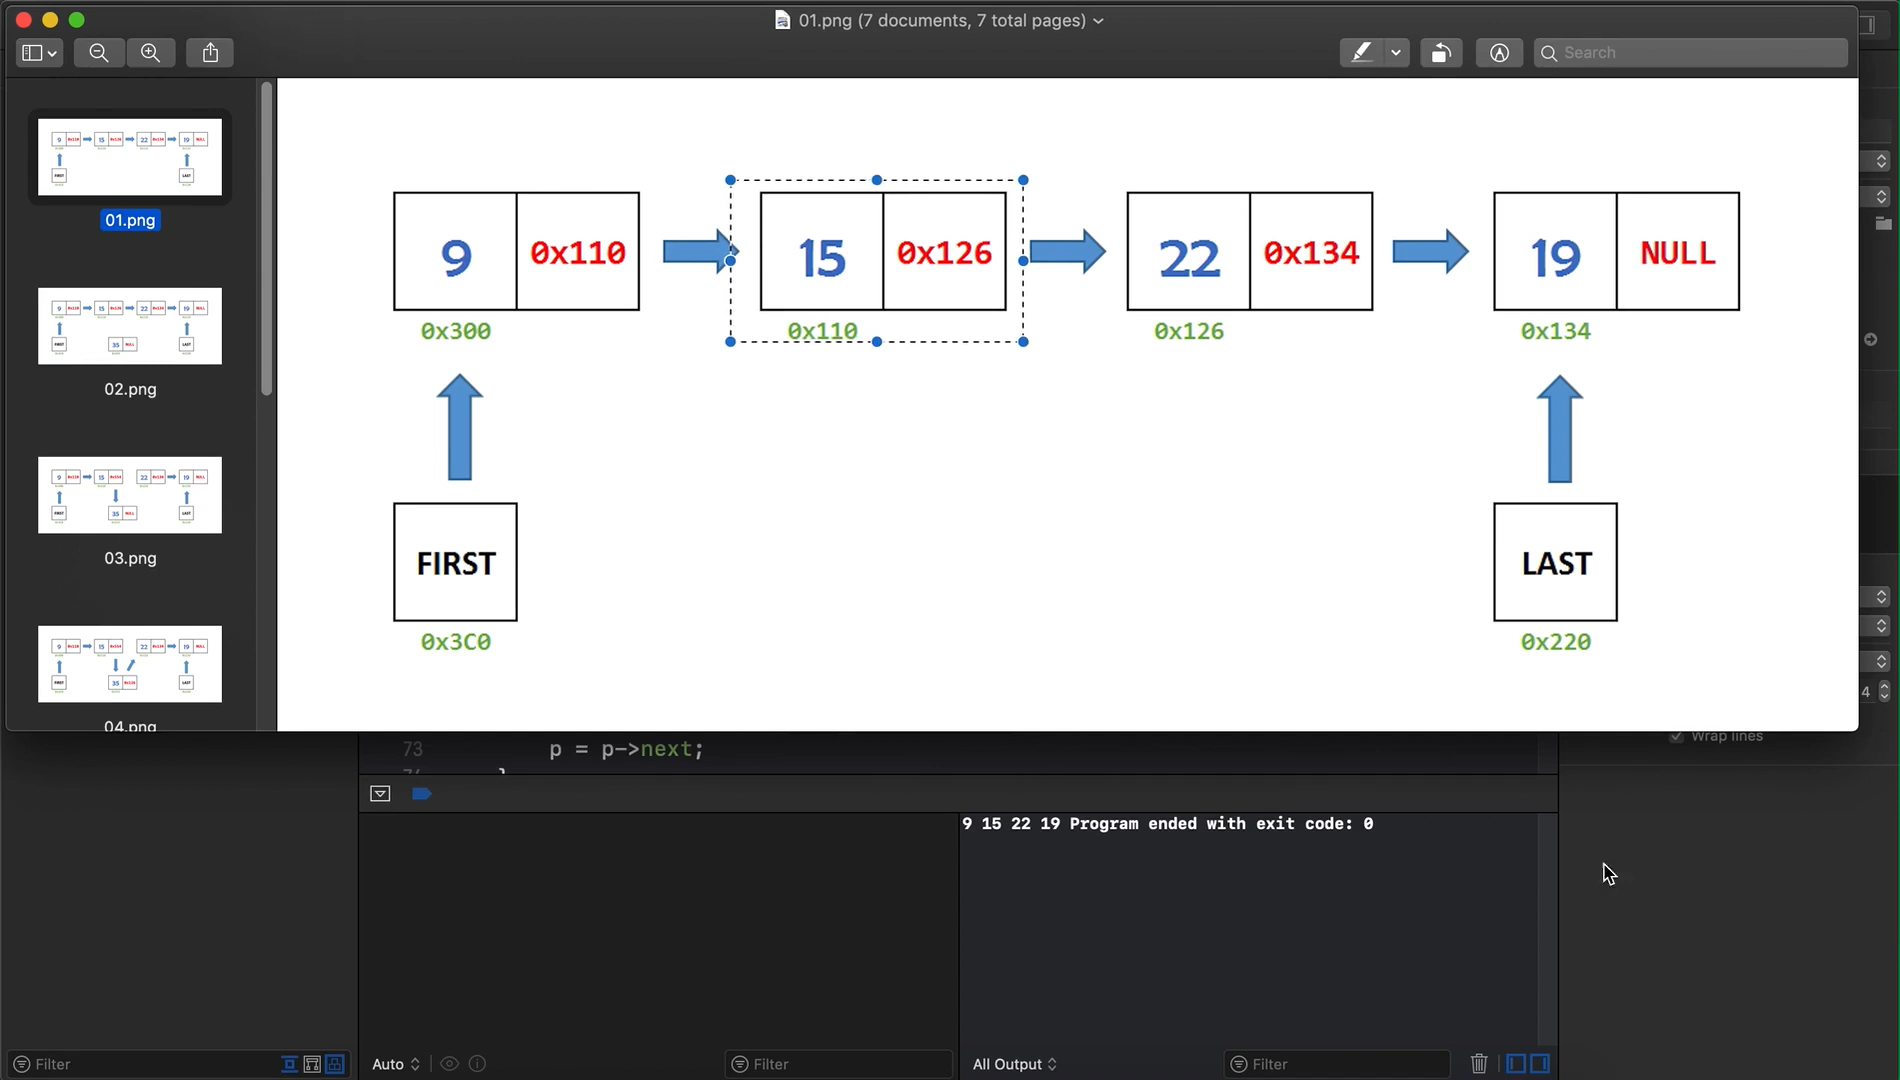 01.png (7 documents, 7 total pages)
Search
01.png
02.png
03.png
04.png
9 0x110 15 0x126 22 0x134 19 NULL
0x300 0x110 0x126 0x134
FIRST LAST
0x3C0 0x220
4
Wrap lines
73 p = p->next;
9 15 22 19 Program ended with exit code: 0
Filter Auto Filter All Output Filter